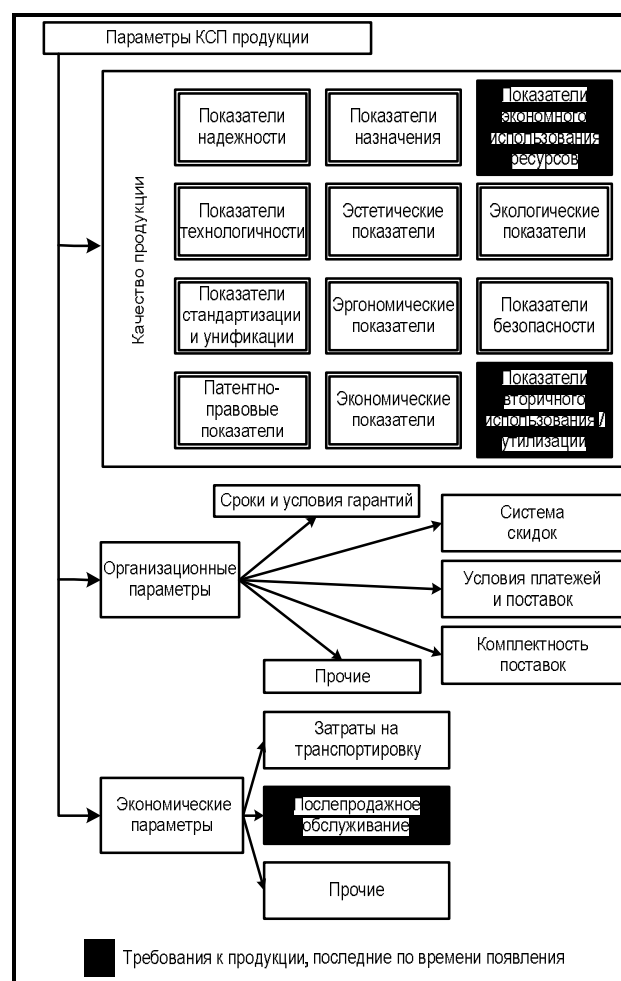 Параметры КСП продукции
Качество продукции
Показатели
надежности
Показатели
назначения
Показатели
экономного
использования
ресурсов
Показатели
технологичности
Эстетические
показатели
Экологические
показатели
Показатели
стандартизации
и унификации
Эргономические
показатели
Показатели
безопасности
Патентно-
правовые
показатели
Экономические
показатели
Показатели
вторичного
использования /
утилизации
Сроки и условия гарантий
Система
скидок
Организационные
параметры
Условия платежей
и поставок
Комплектность
поставок
Прочие
Затраты на
транспортировку
Экономические
параметры
Послепродажное
обслуживание
Прочие
Требования к продукции, последние по времени появления